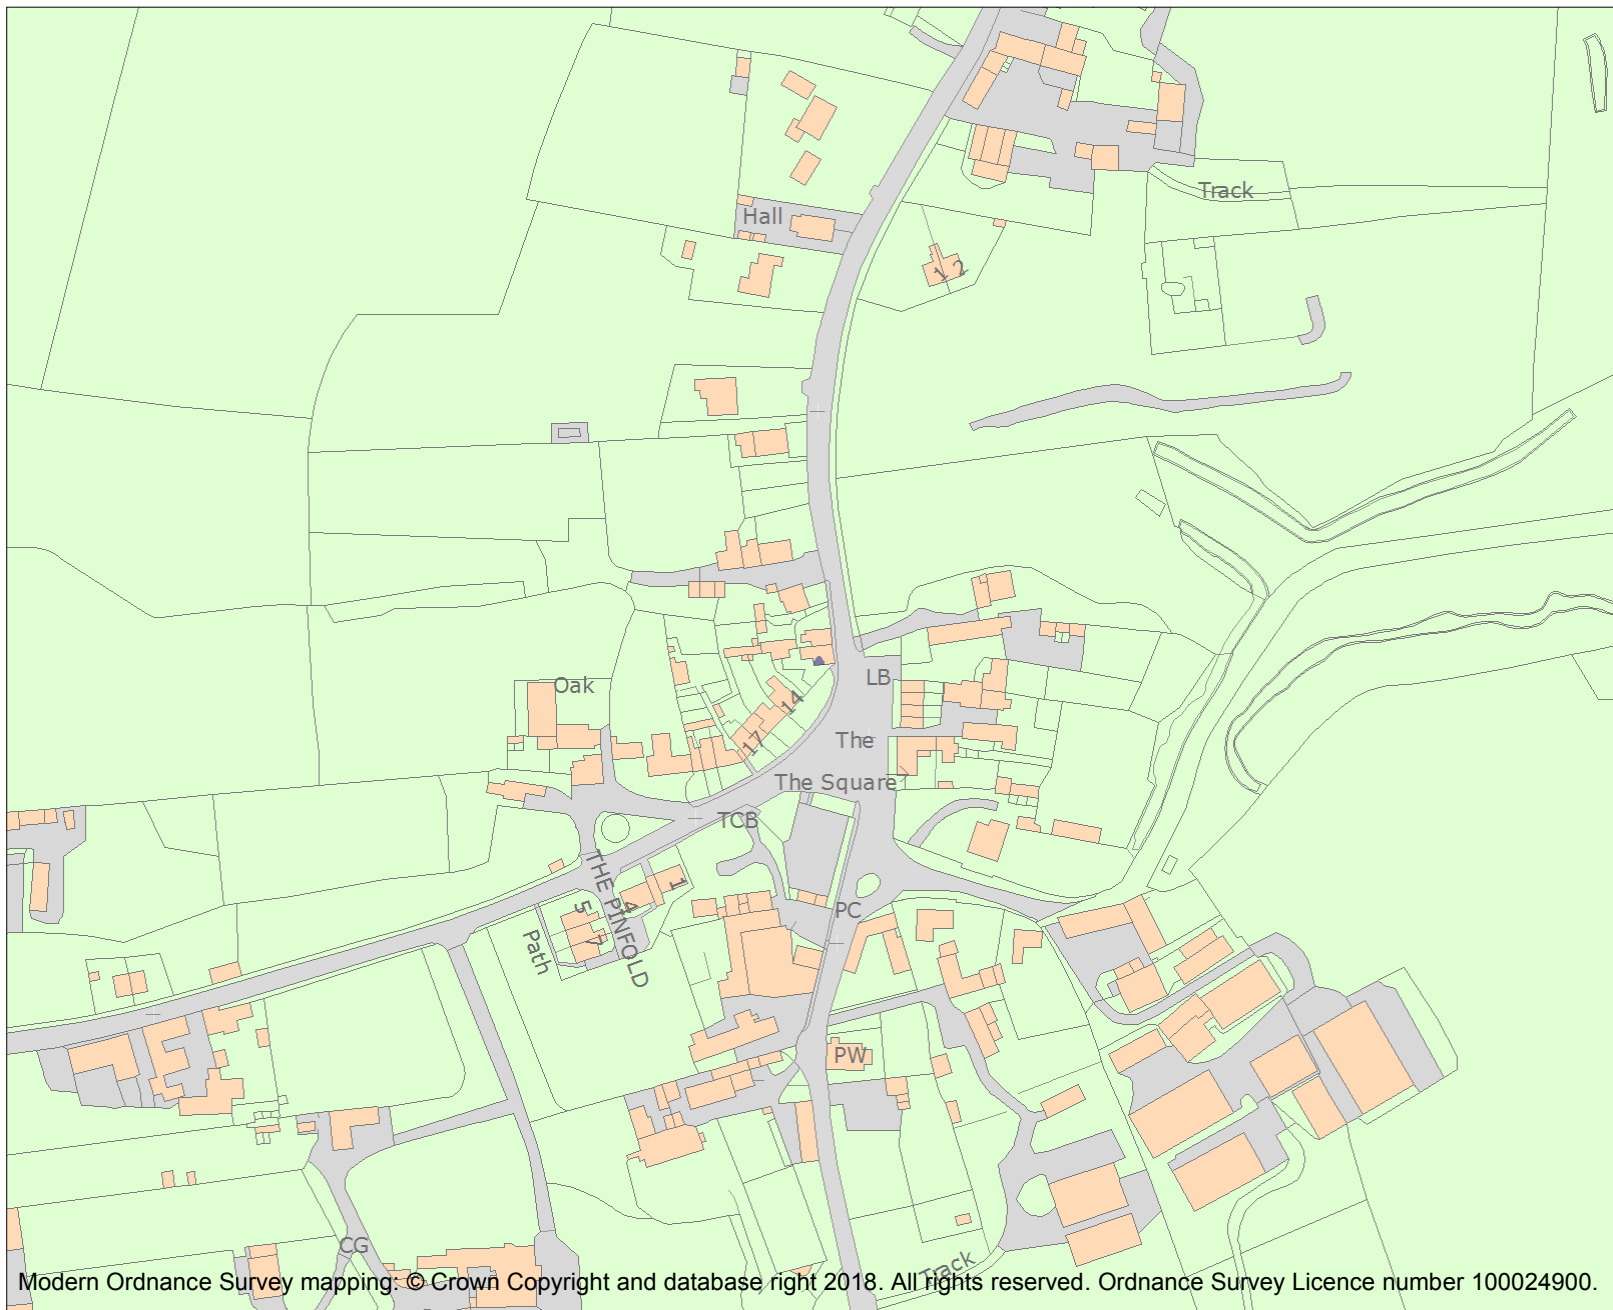 Track
Hall
1 2
Oak
LB
14
The
17
The Square
7
TCB
THE PINFOLD
1
4
5
7
PC
Path
PW
CG
Track
Modern Ordnance Survey mapping: © Crown Copyright and database right 2018. All rights reserved. Ordnance Survey Licence number 100024900.